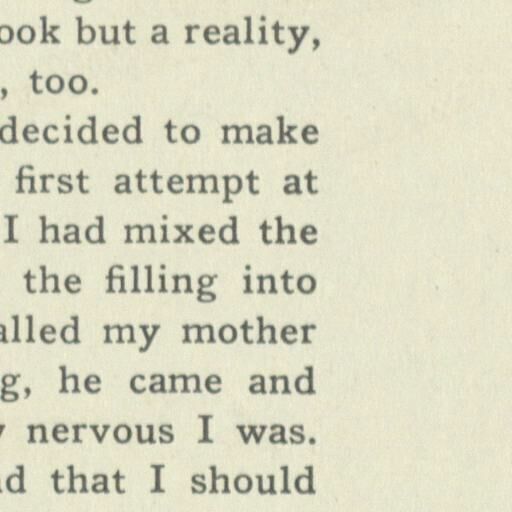 ook but a reality,
, too.
decided to make
first attempt at
I had mixed the
the filling into
alled my mother
g, he came and
nervous I was.
d that I should